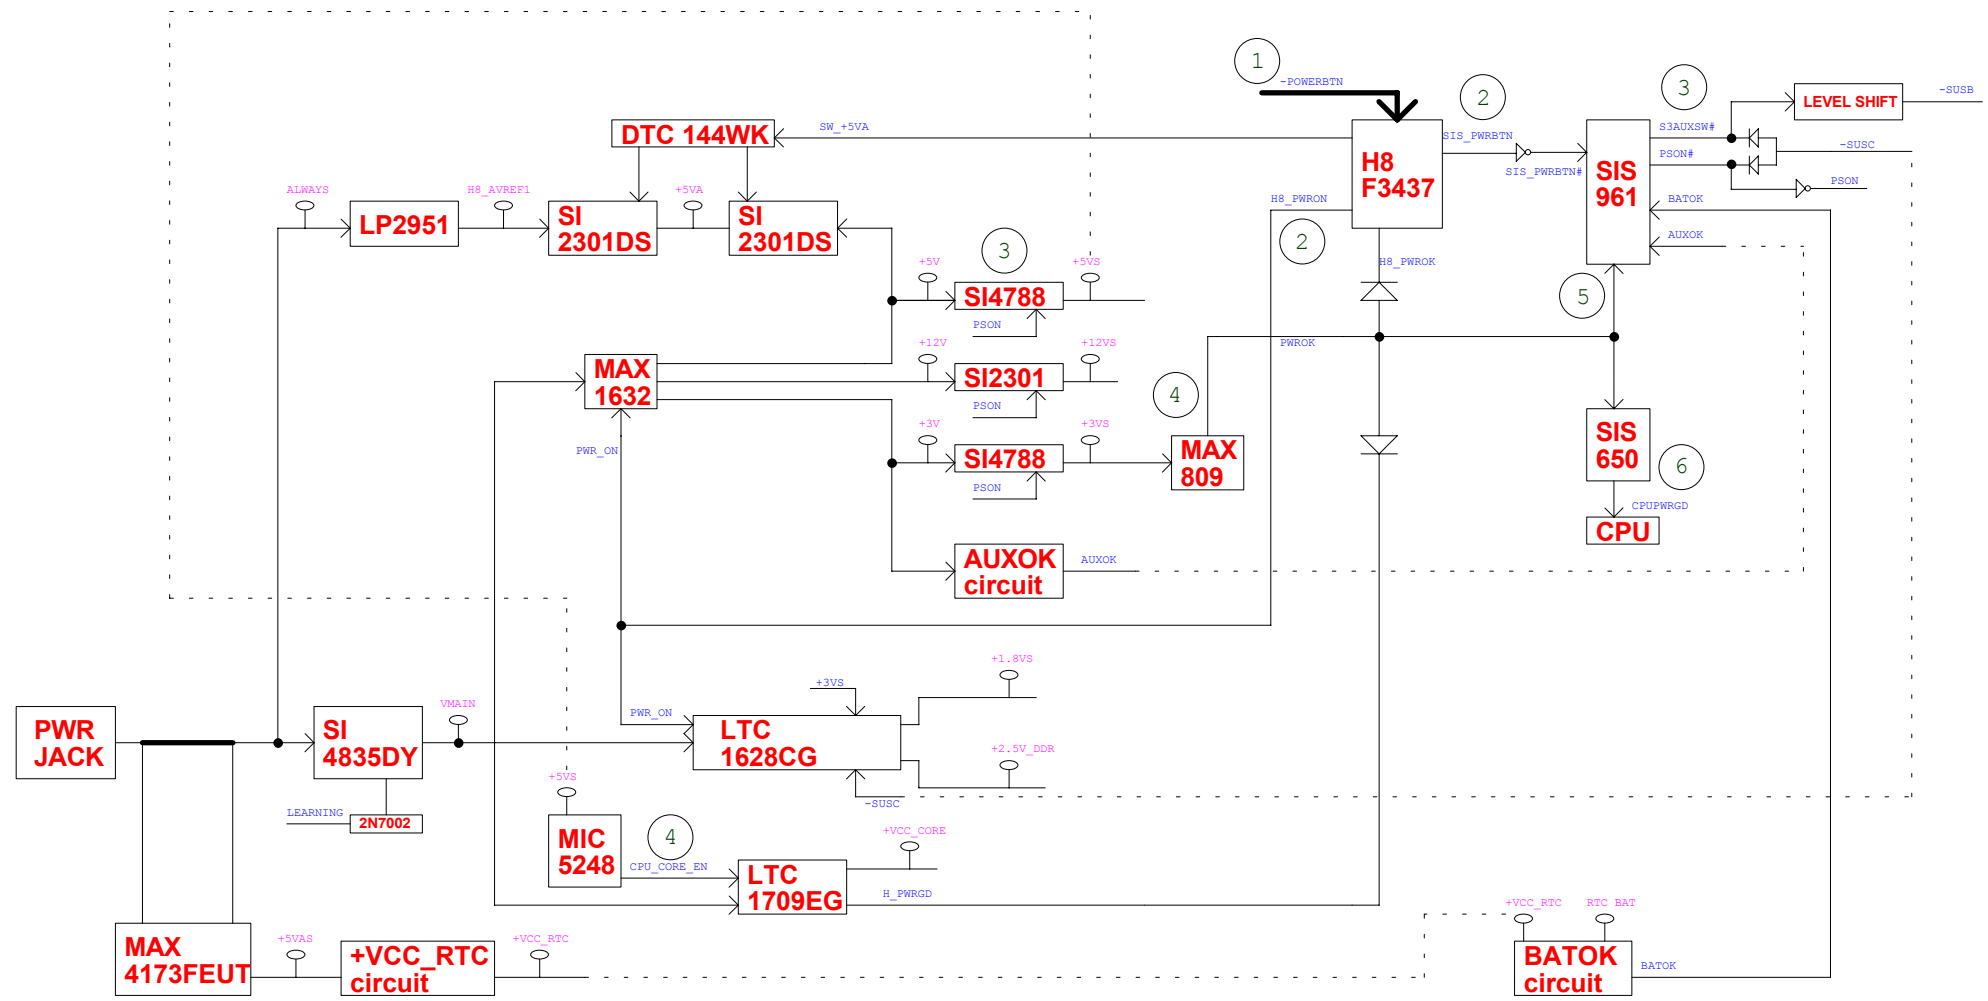 1
-POWERBTN
2
3
LEVEL SHIFT
-SUSB
DTC 144WK
SW_+5VA
H8
F3437
SIS_PWRBTN
SIS_PWRBTN#
SIS
961
S3AUXSW#
PSON#
-SUSC
PSON
BATOK
AUXOK
ALWAYS
LP2951
H8_AVREF1
SI
2301DS
+5VA
SI
2301DS
H8_PWRON
2
H8_PWROK
+5V
3
SI4788
+5VS
PSON
5
PWROK
MAX
1632
+12V
SI2301
+12VS
PSON
4
PWR_ON
+3V
SI4788
+3VS
PSON
MAX
809
SIS
650
6
CPUPWRGD
CPU
AUXOK
circuit
AUXOK
+1.8VS
+3VS
PWR
JACK
SI
4835DY
VMAIN
PWR_ON
LTC
1628CG
+2.5V_DDR
-SUSC
LEARNING
2N7002
+5VS
MIC
5248
4
CPU_CORE_EN
LTC
1709EG
+VCC_CORE
H_PWRGD
MAX
4173FEUT
+5VAS
+VCC_RTC
circuit
+VCC_RTC
+VCC_RTC
RTC BAT
BATOK
circuit
BATOK